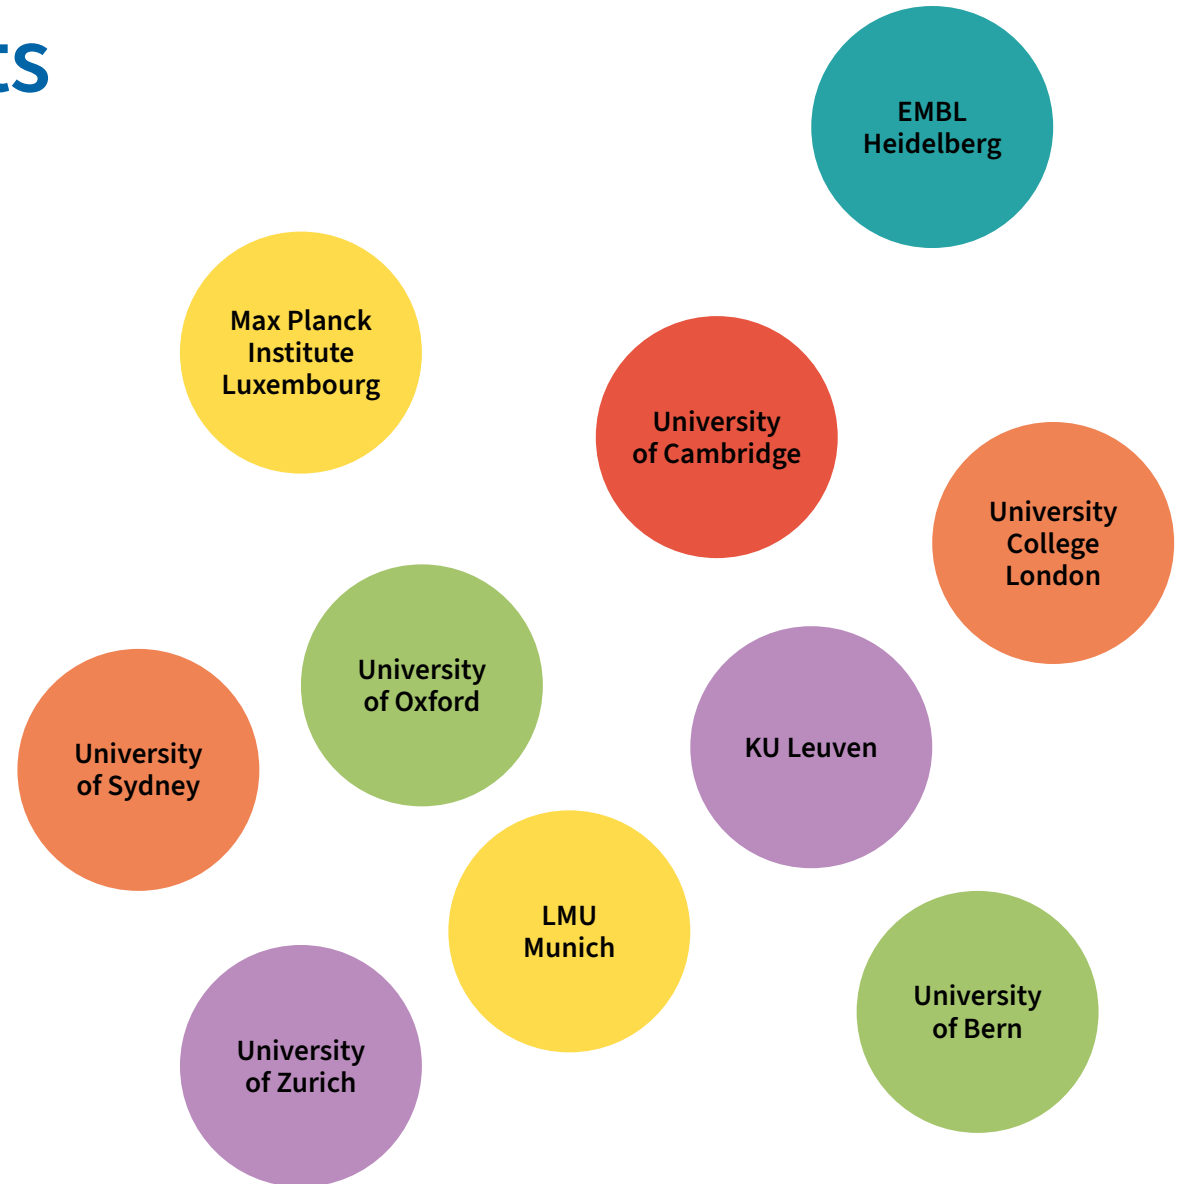 ts
EMBL
Heidelberg
Max Planck
Institute
Luxembourg
University
of Cambridge
University
College
London
University
of Oxford
KU Leuven
University
of Sydney
LMU
Munich
University
of Bern
University
of Zurich